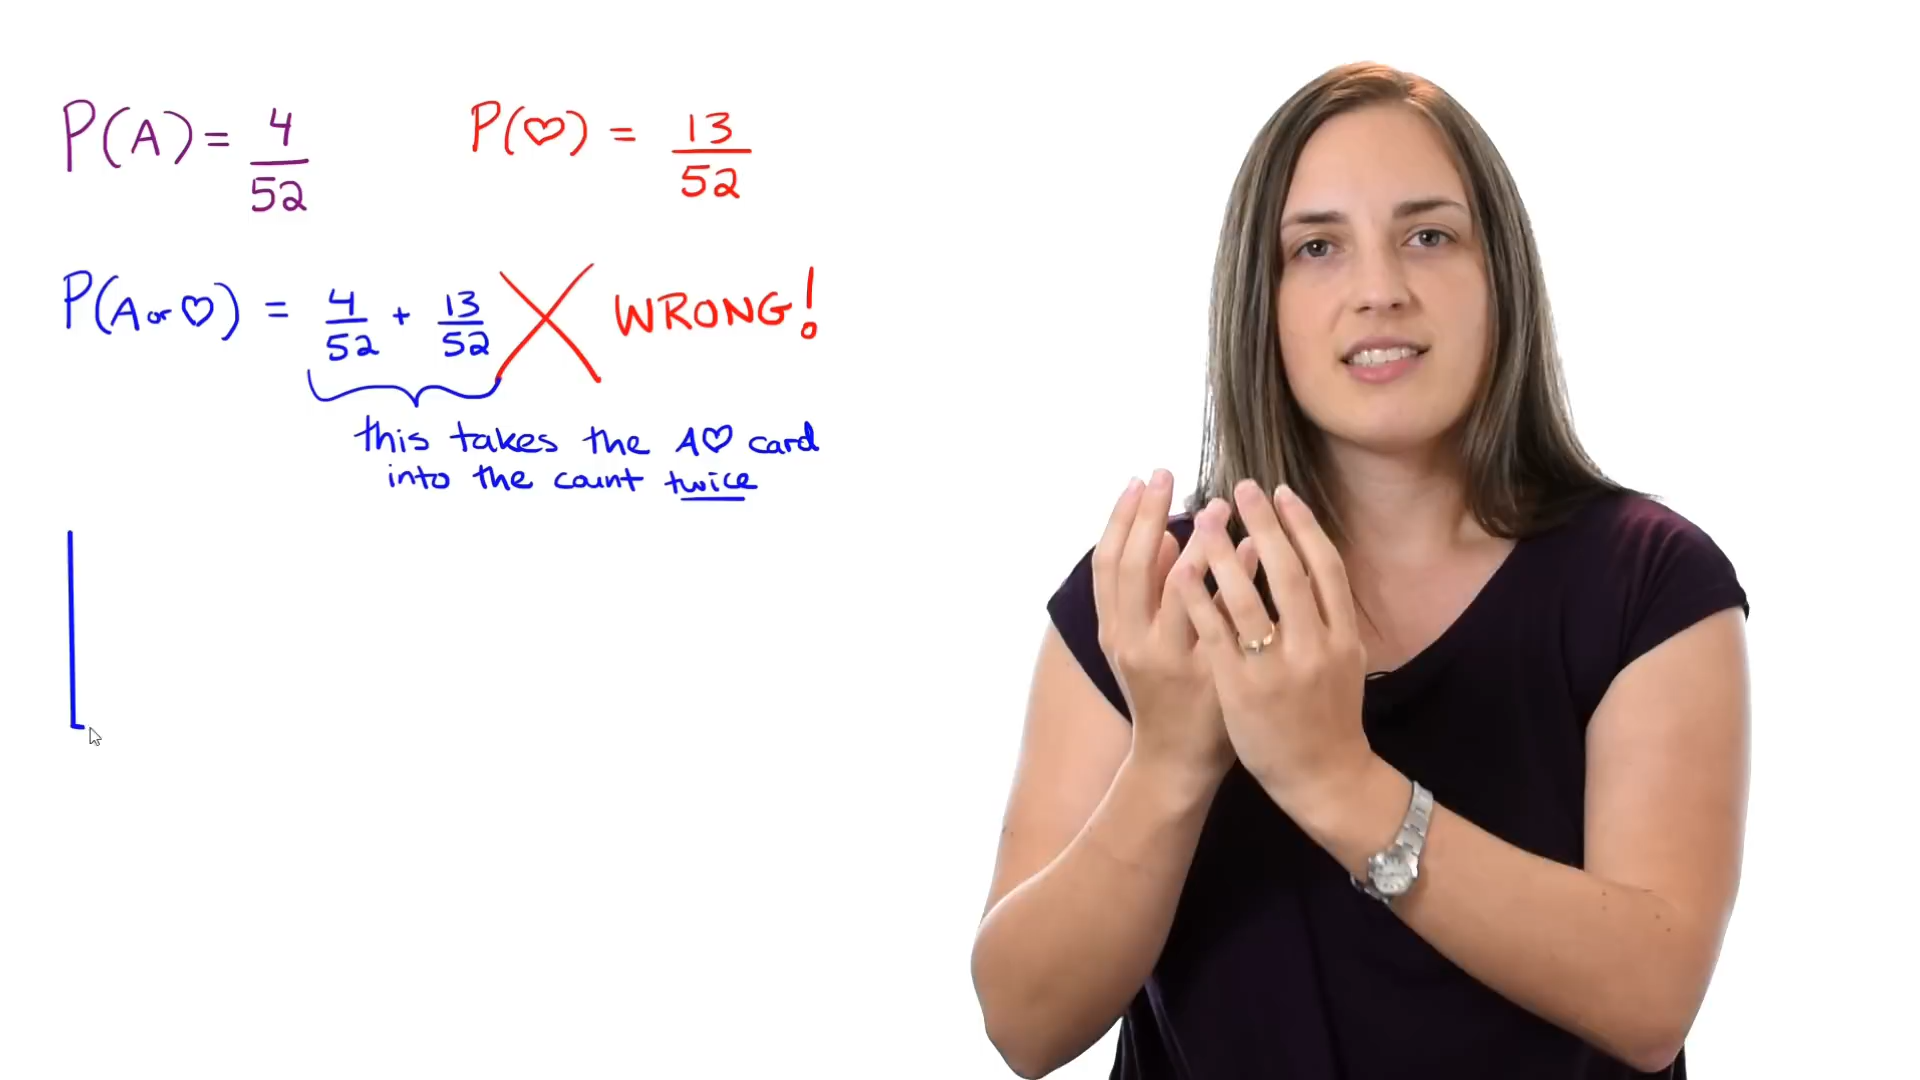 P(A) = 4/52
P(♡) = 13/52
P(A or ♡) = 4/52 + 13/52 WRONG!
this takes the A♡ card
into the count twice